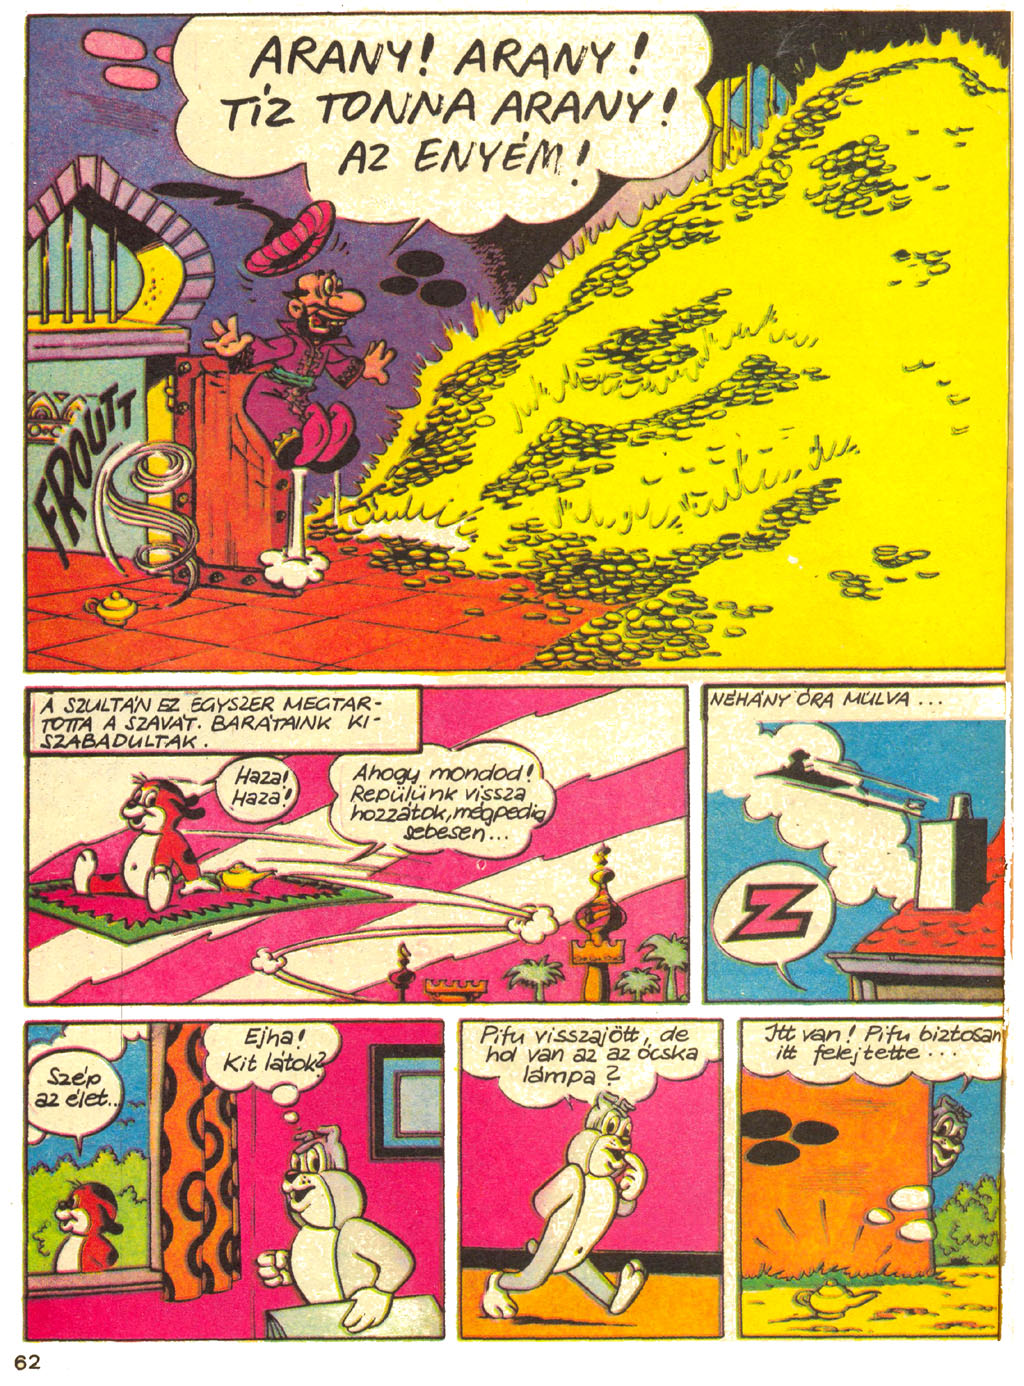 ARANY! ARANY!
TÍZ TONNA ARANY!
AZ ENYÉM!
FROUTT
A SZULTÁN EZ EGYSZER MEGTAR-
TOTTA A SZAVÁT. BARÁTAINK KI-
SZABADULTAK.
Haza!
Haza!
Ahogy mondod!
Repülünk vissza
hozzátok, mégpedig
sebesen...
NÉHÁNY ÓRA MÚLVA ...
Z
Szép
az élet...
Ejha!
Kit látok?
Pifu visszajött, de
hol van az az ócska
lámpa?
Itt van! Pifu biztosan
itt felejtette...
62